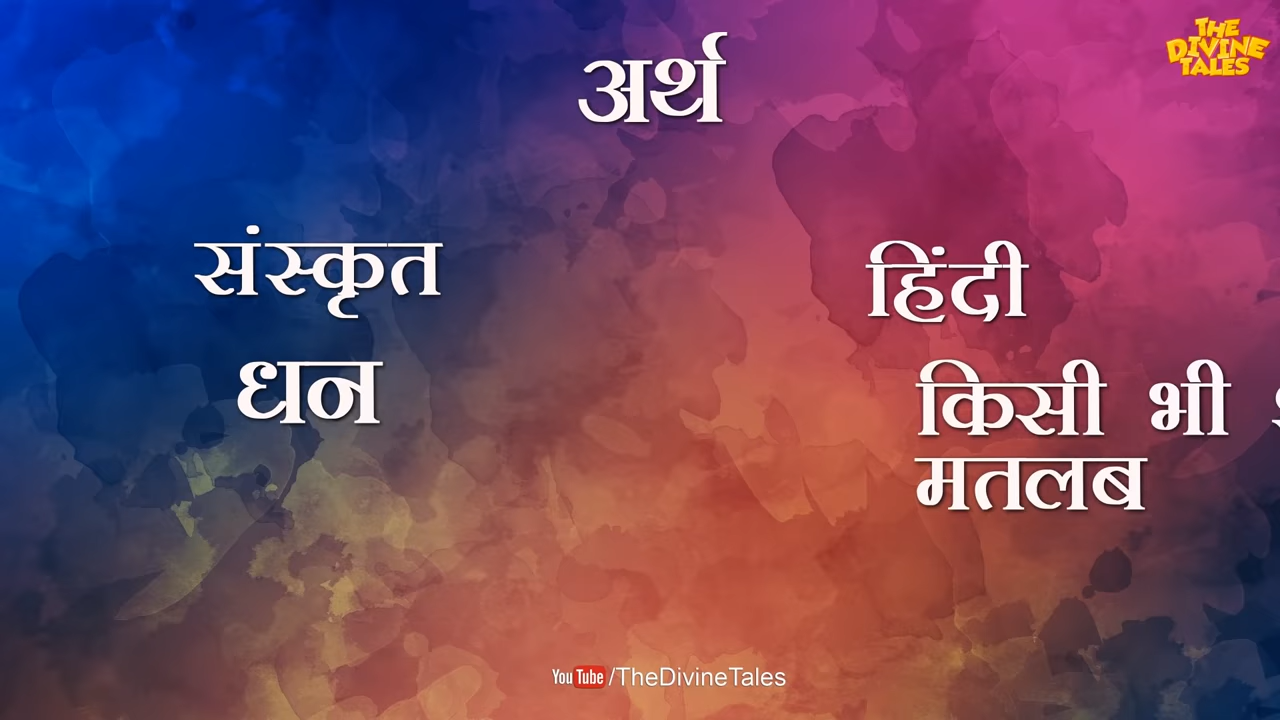 THE
DIVINE
TALES
अर्थ
संस्कृत
धन
हिंदी
किसी भी
मतलब
YouTube/TheDivineTales